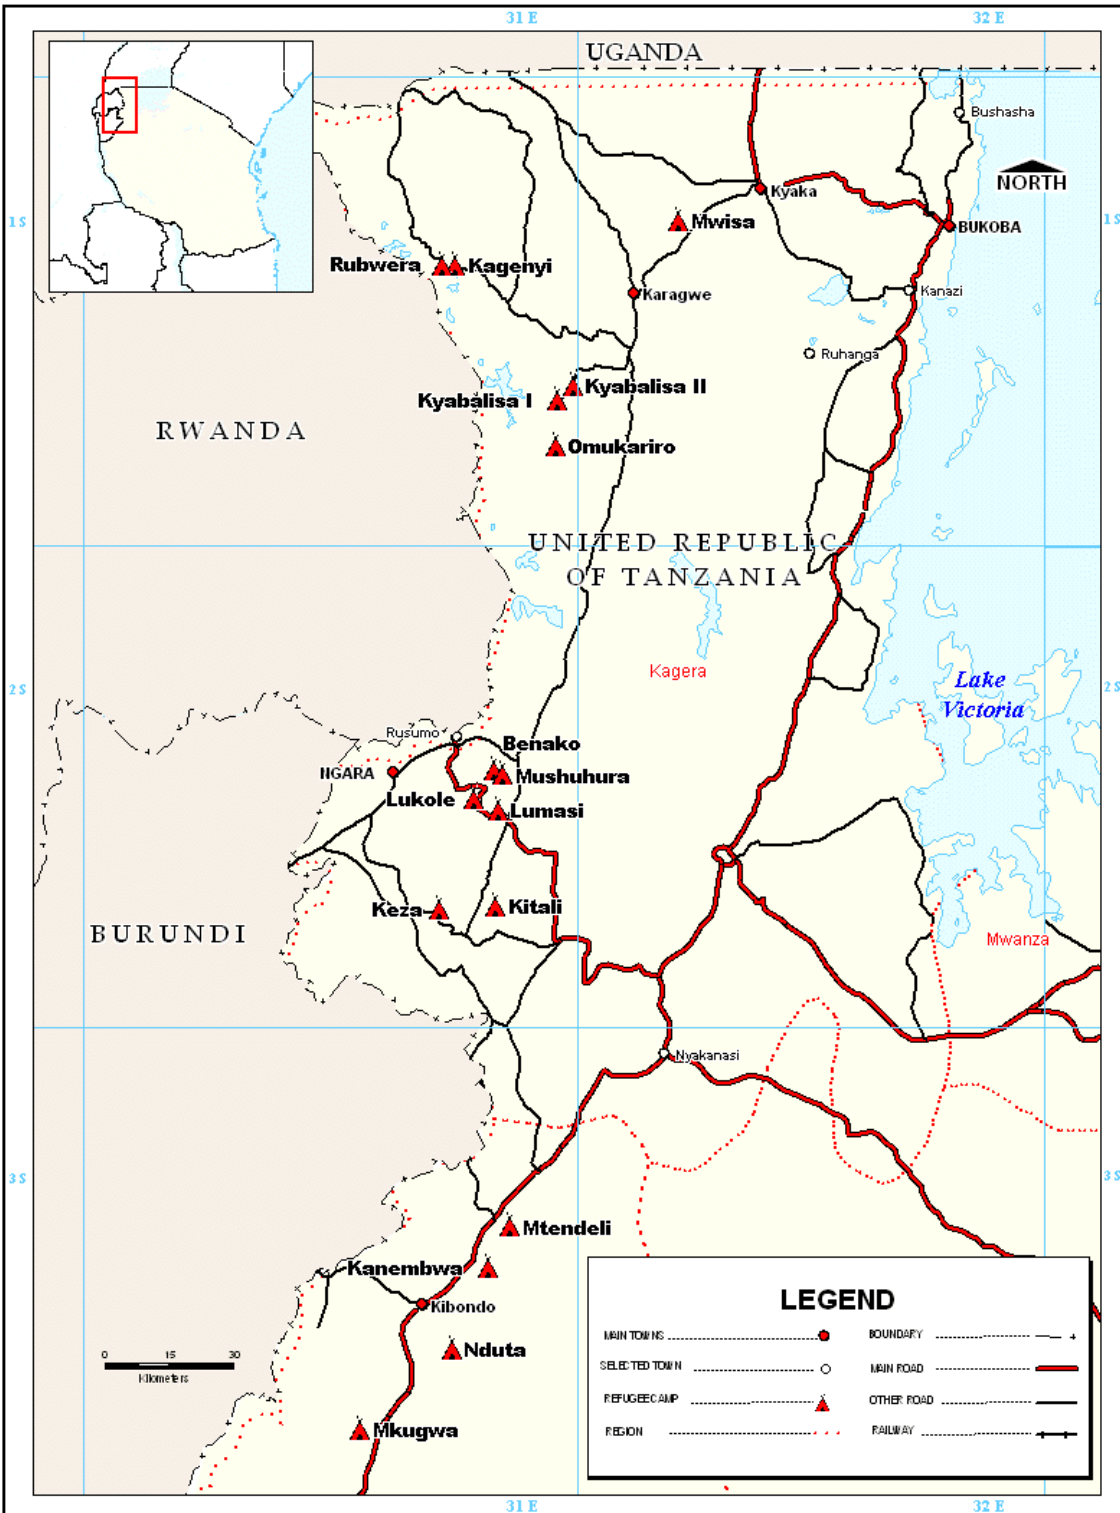 31 E
32 E
UGANDA
Bushasha
NORTH
Kyaka
1 S
Mwisa
1 S
BUKOBA
Rubwera
Kagenyi
Karagwe
Kanazi
Ruhanga
Kyabalisa II
Kyabalisa I
RWANDA
Omukariro
UNITED REPUBLIC
OF TANZANIA
Kagera
Lake
Victoria
2 S
2 S
Rusumo
Benako
NGARA
Mushuhura
Lukole
Lumasi
Keza
Kitali
BURUNDI
Mwanza
Nyakanasi
3 S
3 S
Mtendeli
Kanembwa
Kibondo
Nduta
0 15 30
Kilometers
Mkugwa
LEGEND
MAIN TOWNS
BOUNDARY
SELECTED TOWN
MAIN ROAD
REFUGEE CAMP
OTHER ROAD
REGION
RAILWAY
31 E
32 E